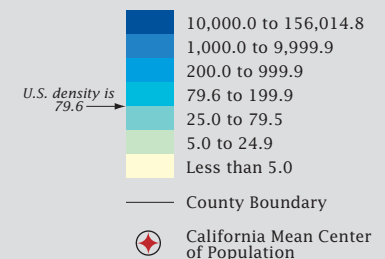 10,000.0 to 156,014.8
1,000.0 to 9,999.9
200.0 to 999.9
U.S. density is
79.6
79.6 to 199.9
25.0 to 79.5
5.0 to 24.9
Less than 5.0
County Boundary
California Mean Center
of Population